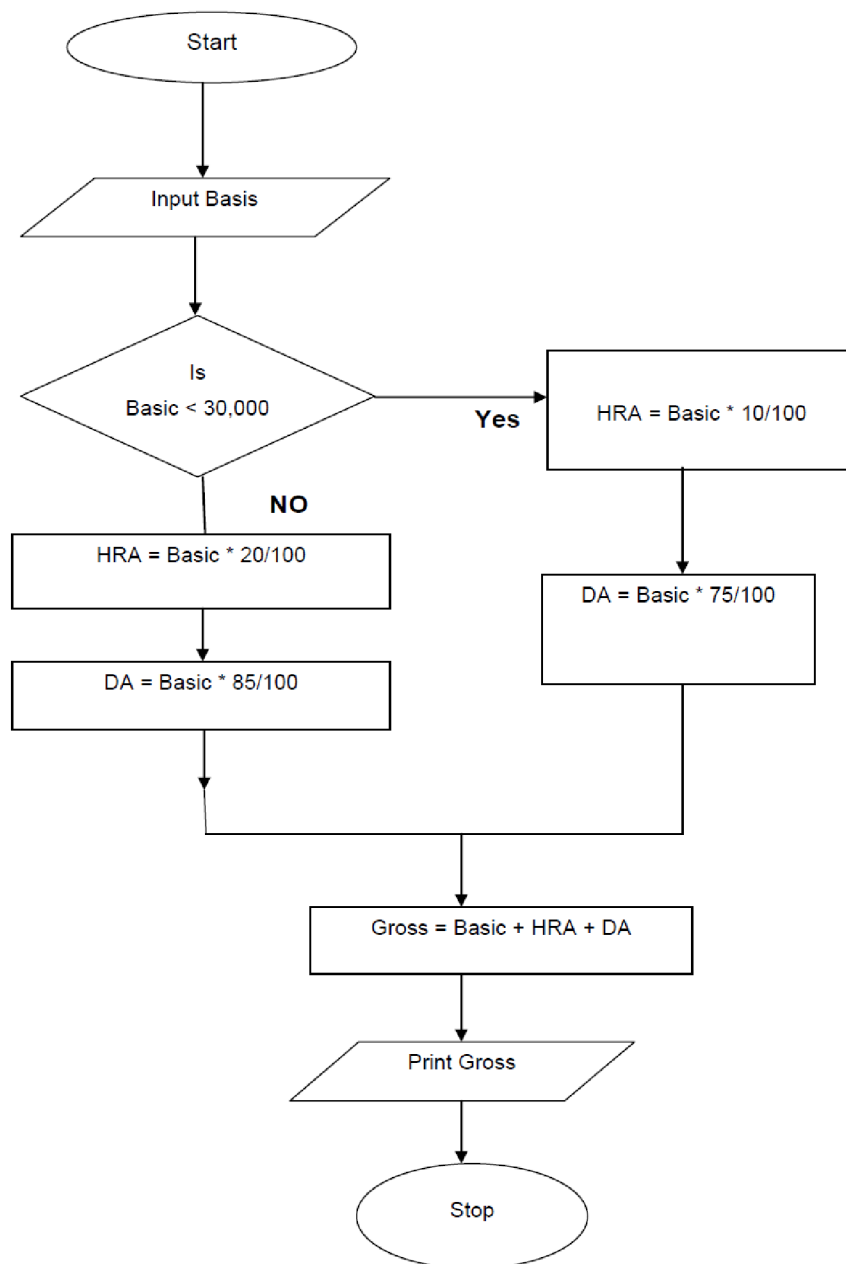 Start
Input Basis
Is
Basic < 30,000
Yes
HRA = Basic * 10/100
NO
HRA = Basic * 20/100
DA = Basic * 75/100
DA = Basic * 85/100
Gross = Basic + HRA + DA
Print Gross
Stop